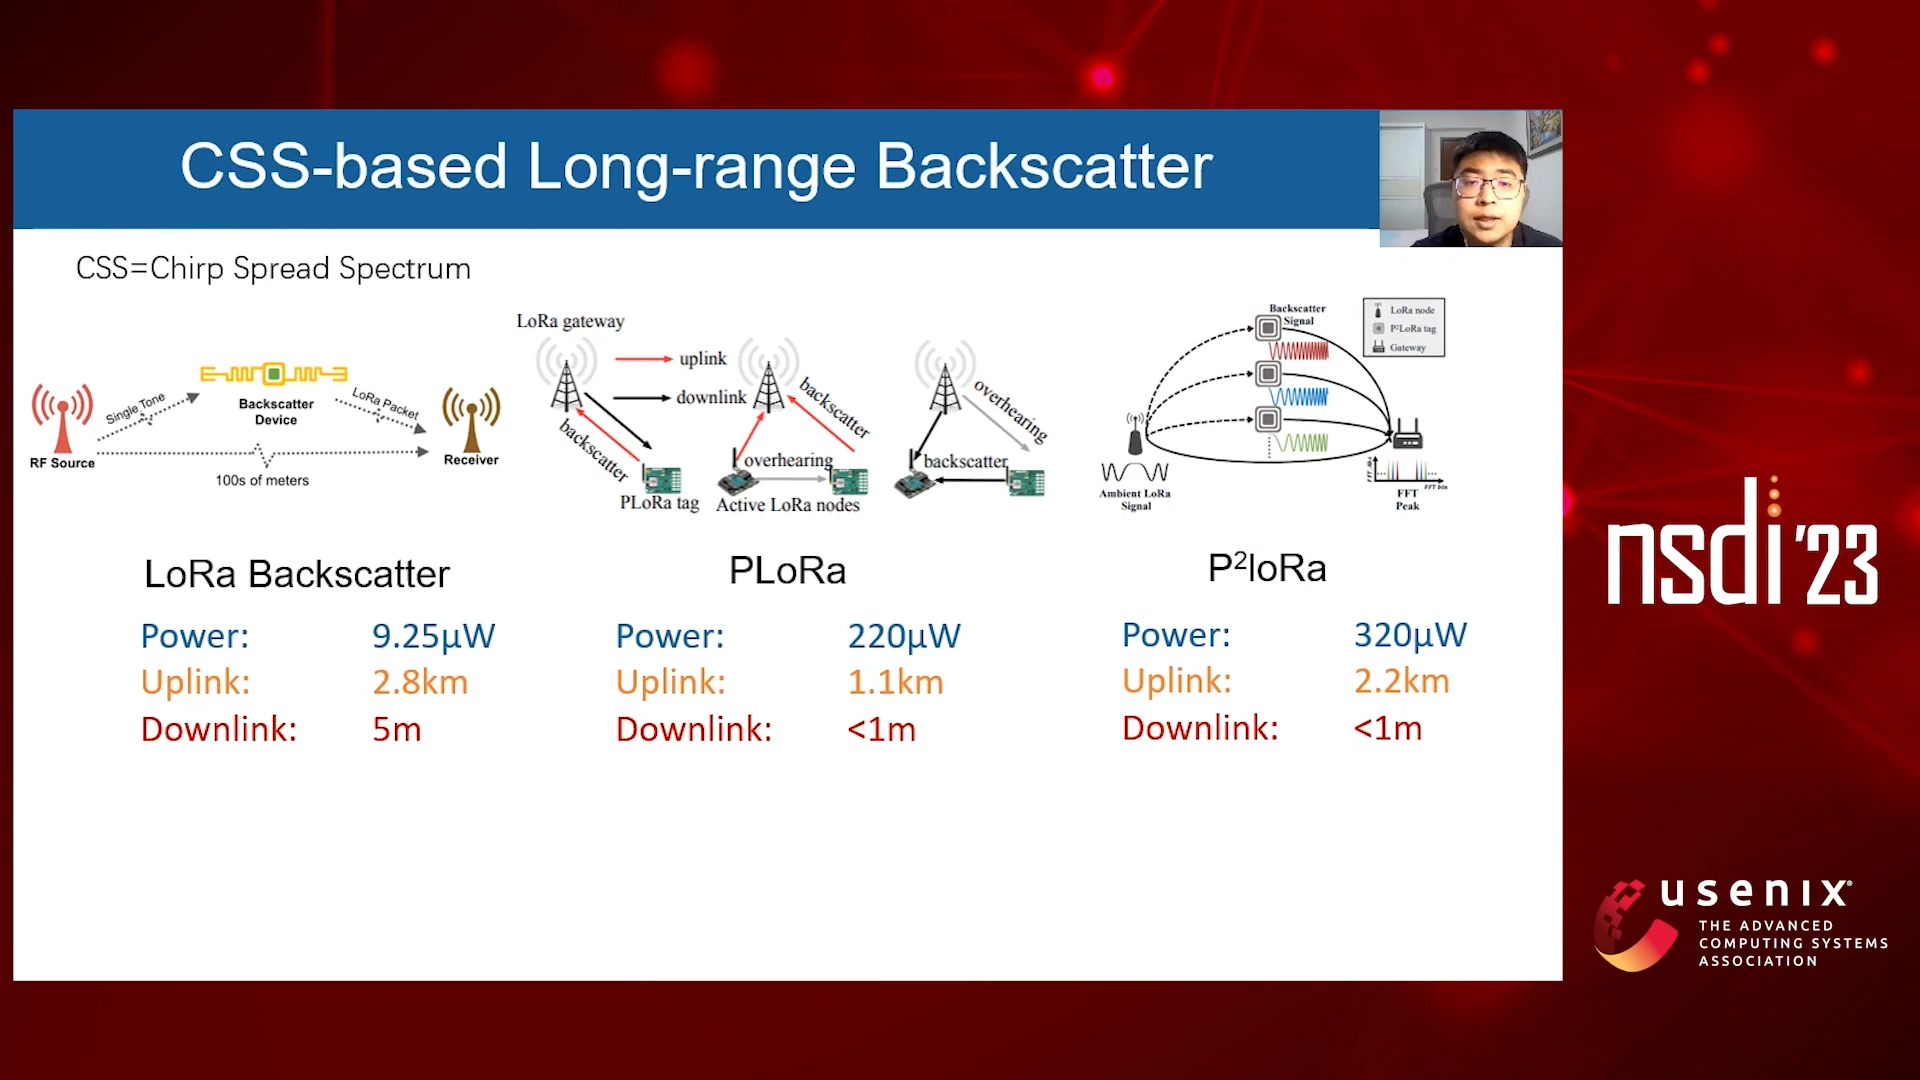 CSS-based Long-range Backscatter
CSS=Chirp Spread Spectrum
RF Source
Single Tone
Backscatter
Device
LoRa Packet
Receiver
100s of meters
LoRa gateway
uplink
downlink
backscatter
PLoRa tag
backscatter
overhearing
Active LoRa nodes
overhearing
backscatter
Backscatter
Signal
LoRa node
P²LoRa tag
Gateway
Ambient LoRa
Signal
FFT bin
FFT
Peak
LoRa Backscatter
Power: 9.25μW
Uplink: 2.8km
Downlink: 5m
PLoRa
Power: 220μW
Uplink: 1.1km
Downlink: <1m
P²loRa
Power: 320μW
Uplink: 2.2km
Downlink: <1m
nsdi '23
usenix®
THE ADVANCED
COMPUTING SYSTEMS
ASSOCIATION